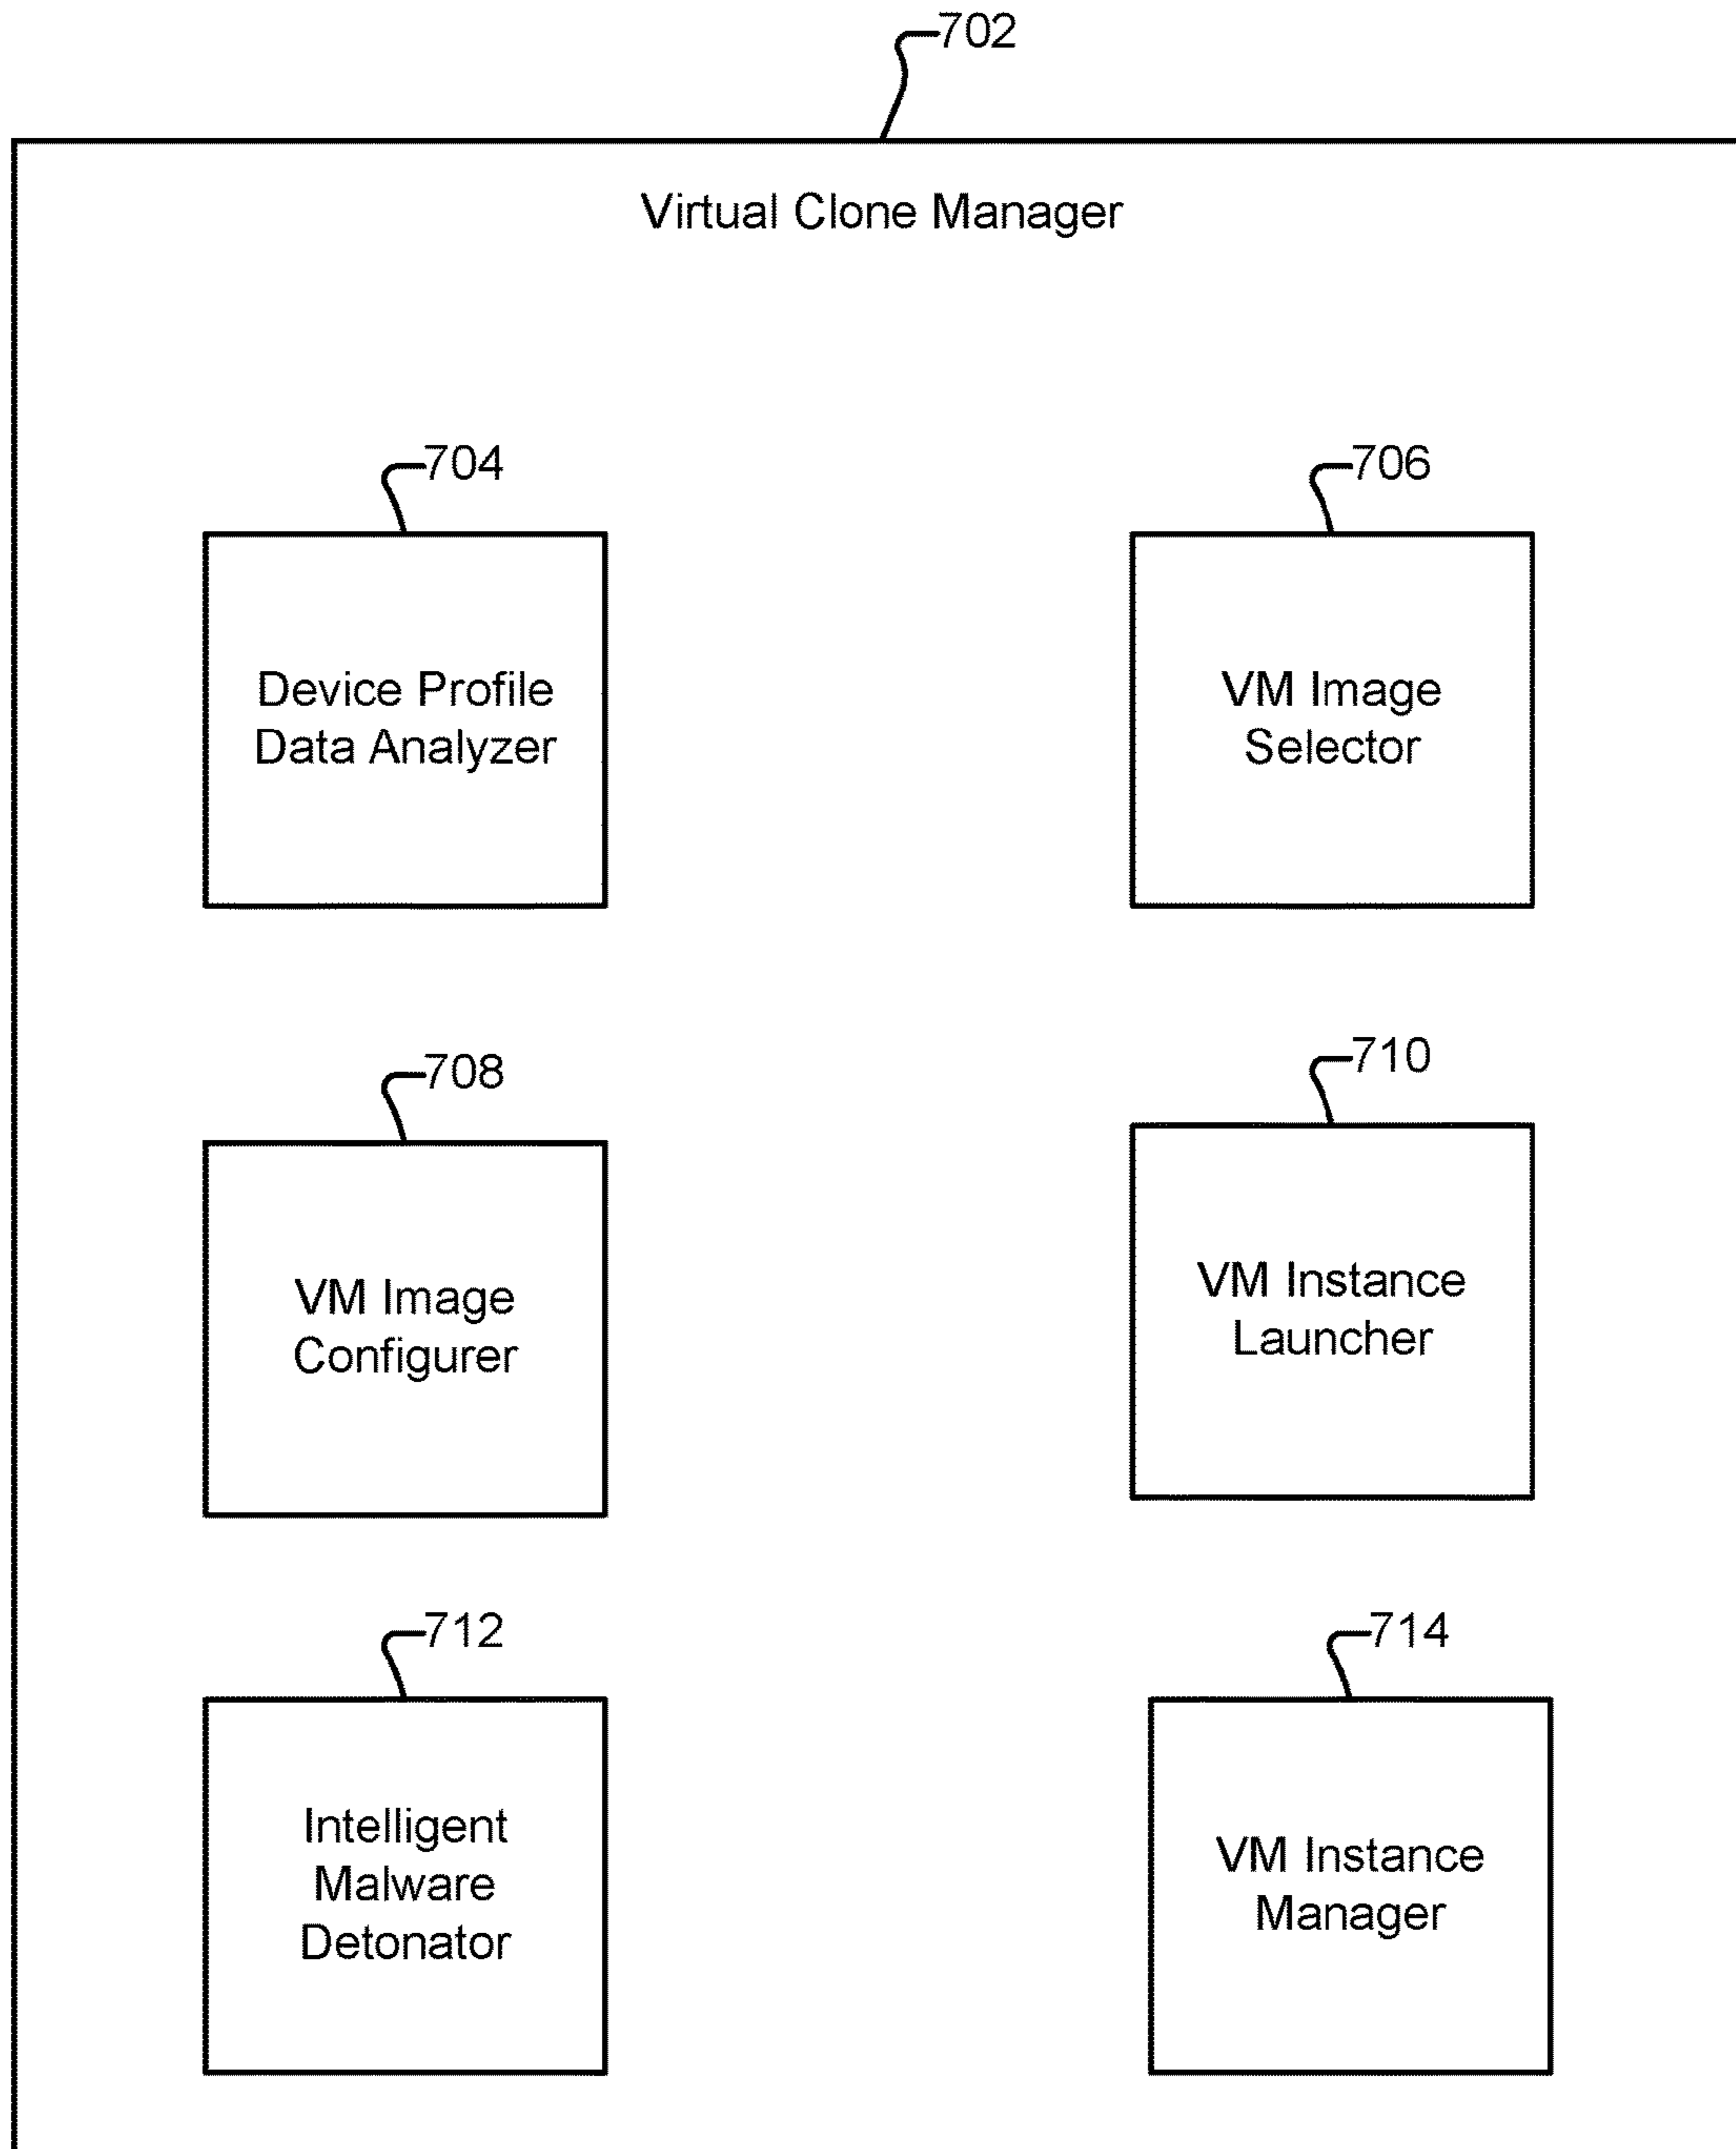 702
Virtual Clone Manager
704
706
Device Profile
Data Analyzer
VM Image
Selector
708
710
VM Image
Configurer
VM Instance
Launcher
712
714
Intelligent
Malware
Detonator
VM Instance
Manager